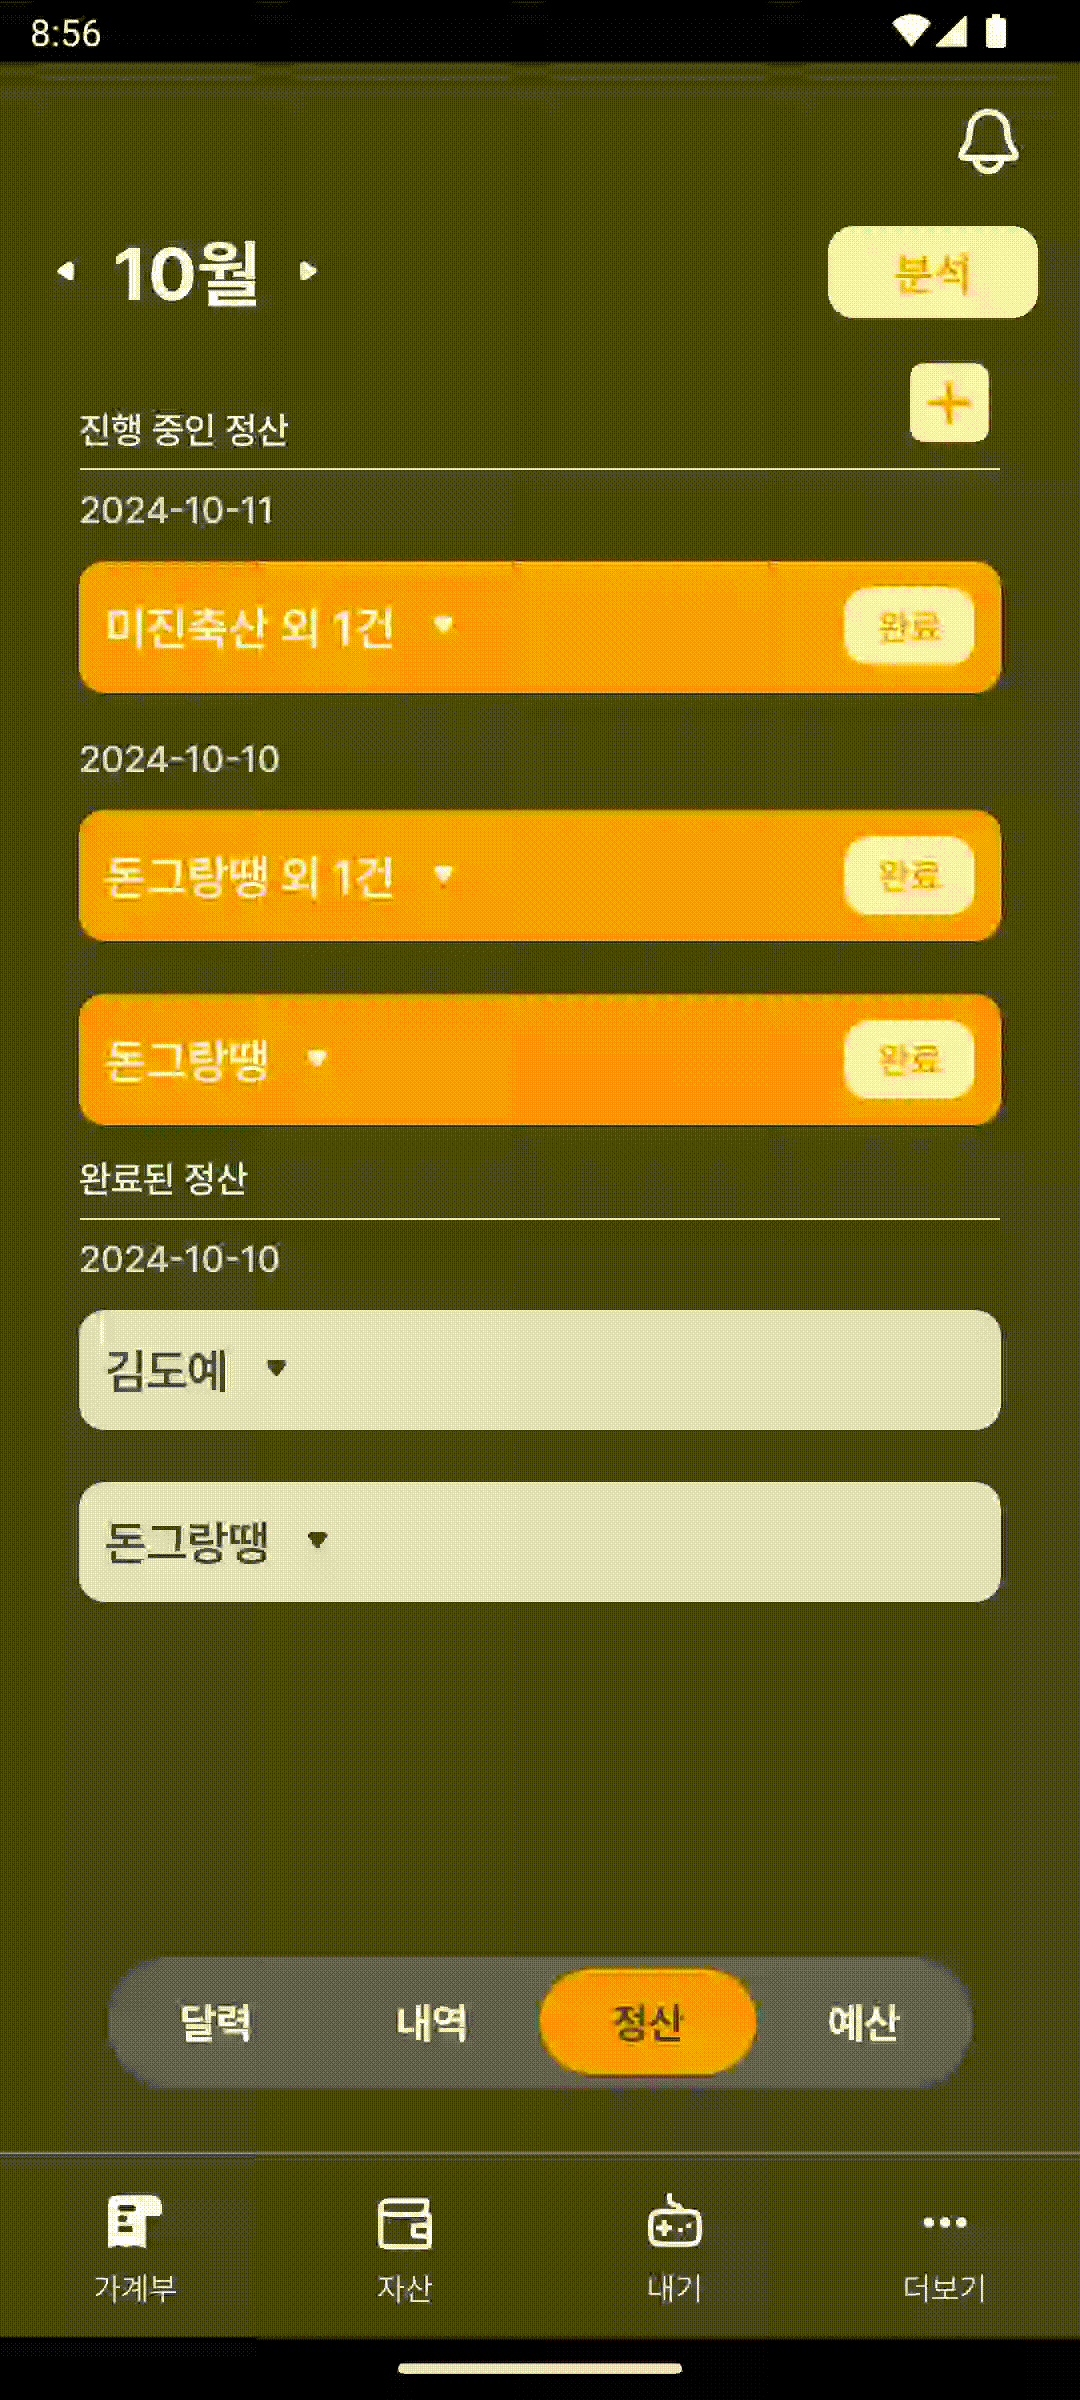 8:56
10월
분석
진행 중인 정산
2024-10-11
미진축산 외 1건
완료
2024-10-10
돈그랑땡 외 1건
완료
돈그랑땡
완료
완료된 정산
2024-10-10
김도예
돈그랑땡
달력 내역 정산 예산
가계부 자산 내기 더보기